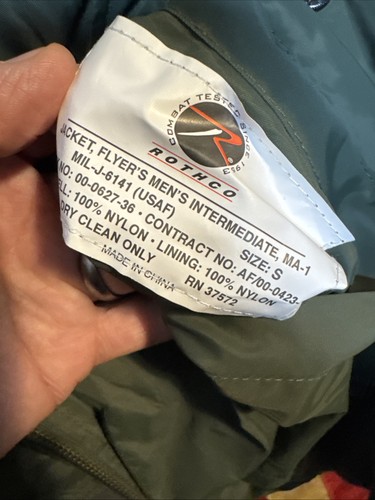 COMBAT TESTED SINCE 1953
ROTHCO
JACKET, FLYER'S MEN'S INTERMEDIATE, MA-1
MIL-J-6141 (USAF) SIZE: S
NO: 00-0627-36 • CONTRACT NO: AF/00-0423-
100% NYLON • LINING: 100% NYLON
DRY CLEAN ONLY RN 37572
MADE IN CHINA